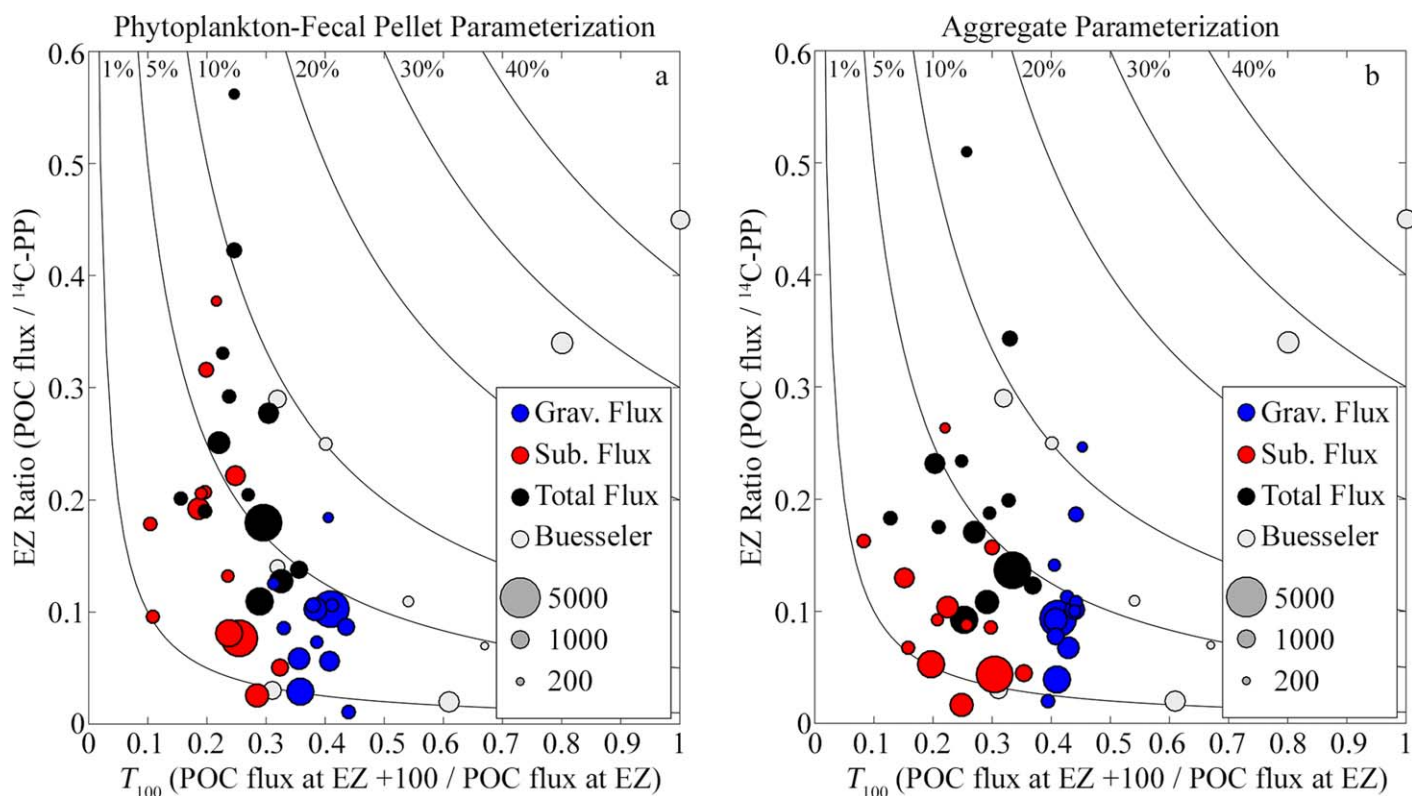 Phytoplankton-Fecal Pellet Parameterization
0.6
1% 5% 10% 20% 30% 40% a
0.5
0.4
0.3
0.2
0.1
0
EZ Ratio (POC flux / ¹⁴C-PP)
Grav. Flux
Sub. Flux
Total Flux
Buesseler
5000
1000
200
0 0.1 0.2 0.3 0.4 0.5 0.6 0.7 0.8 0.9 1
T₁₀₀ (POC flux at EZ +100 / POC flux at EZ)
Aggregate Parameterization
0.6
1% 5% 10% 20% 30% 40% b
0.5
0.4
0.3
0.2
0.1
0
EZ Ratio (POC flux / ¹⁴C-PP)
Grav. Flux
Sub. Flux
Total Flux
Buesseler
5000
1000
200
0 0.1 0.2 0.3 0.4 0.5 0.6 0.7 0.8 0.9 1
T₁₀₀ (POC flux at EZ +100 / POC flux at EZ)